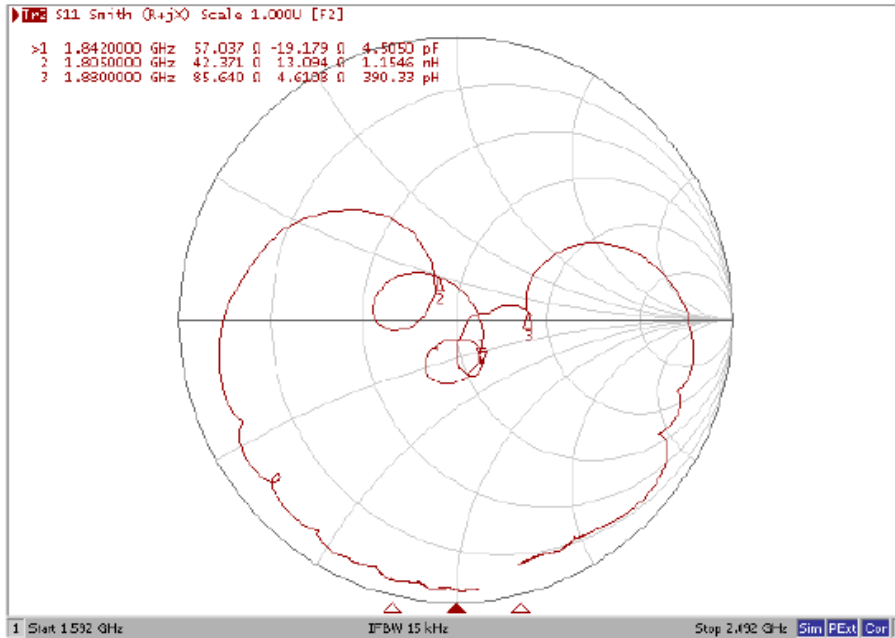 Tr2 S11 Smith (R+jX) Scale 1.000U [F2]
>1 1.8420000 GHz 57.037 Ω -19.179 Ω 4.5050 pF
2 1.8050000 GHz 42.371 Ω 13.094 Ω 1.1546 nH
3 1.8800000 GHz 85.640 Ω 4.6108 Ω 390.33 pH
2
3
1 Start 1.592 GHz IFBW 15 kHz Stop 2.092 GHz Sim PExt Cor